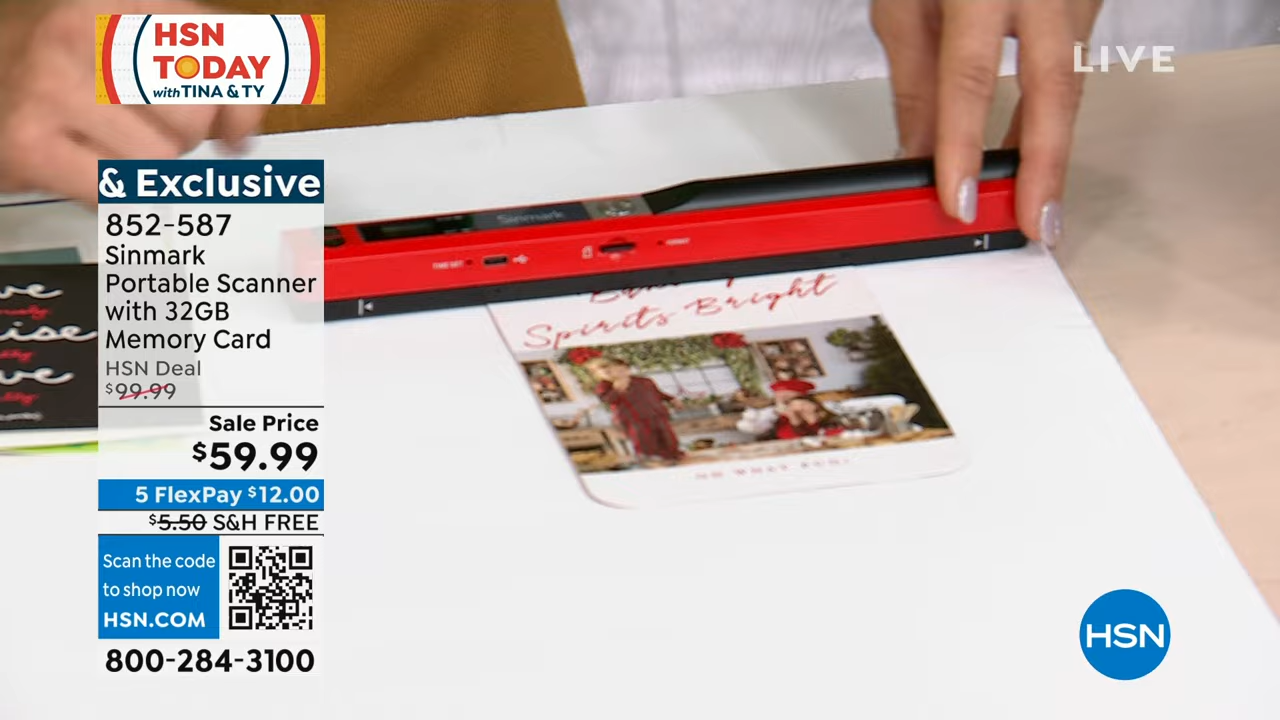 HSN
TODAY
with TINA & TY
LIVE
& Exclusive
852-587
Sinmark
Portable Scanner
with 32GB
Memory Card
HSN Deal
$99.99
Sale Price
$59.99
5 FlexPay $12.00
$5.50 S&H FREE
Scan the code
to shop now
HSN.COM
800-284-3100
Sinmark
Spirits Bright
HSN